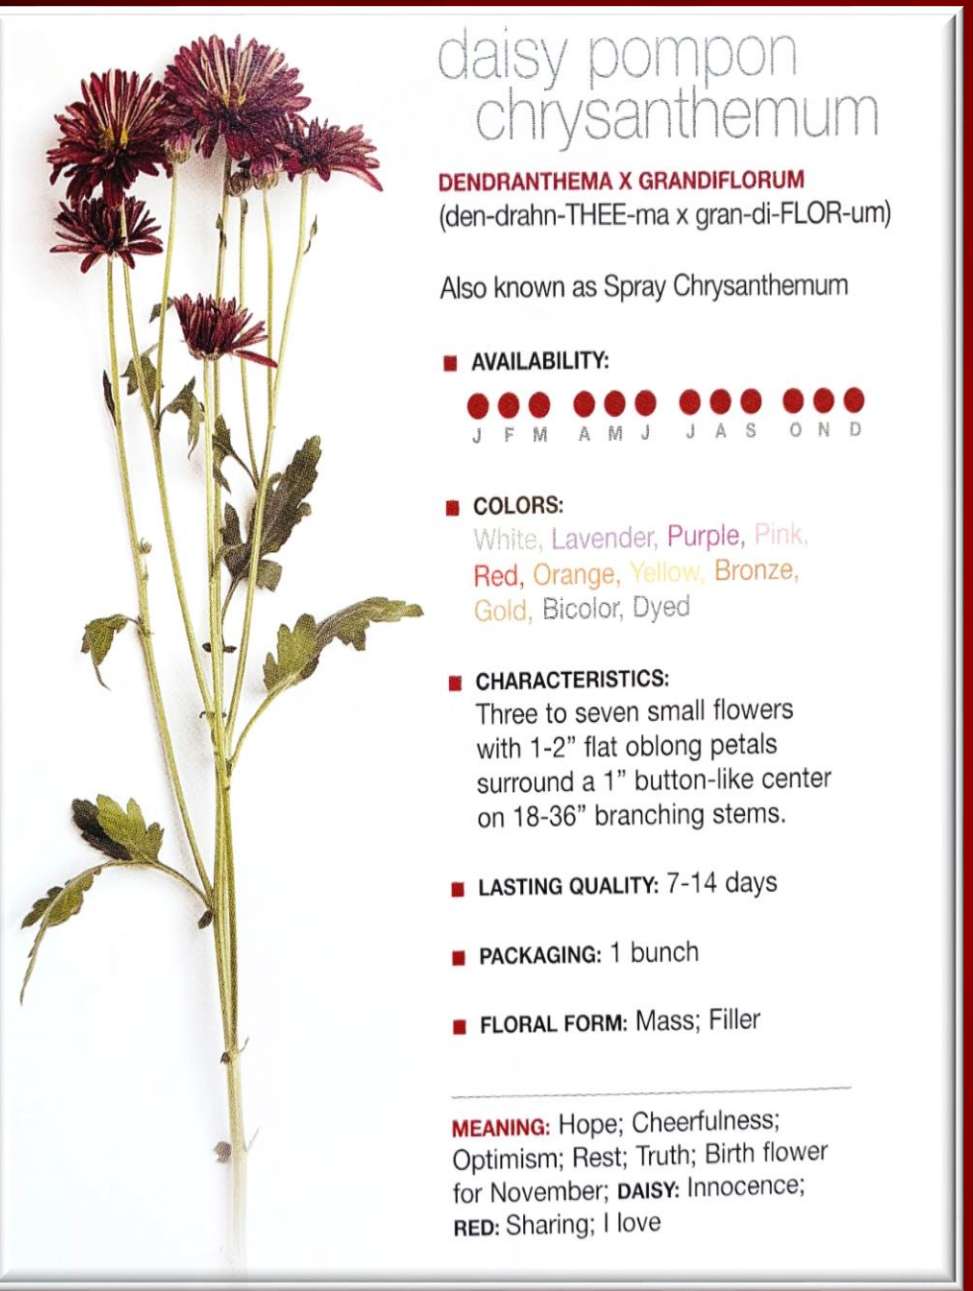 daisy pompon
chrysanthemum
DENDRANTHEMA X GRANDIFLORUM
(den-drahn-THEE-ma x gran-di-FLOR-um)
Also known as Spray Chrysanthemum
AVAILABILITY:
J F M A M J J A S O N D
COLORS:
White, Lavender, Purple, Pink,
Red, Orange, Yellow, Bronze,
Gold, Bicolor, Dyed
CHARACTERISTICS:
Three to seven small flowers
with 1-2” flat oblong petals
surround a 1” button-like center
on 18-36” branching stems.
LASTING QUALITY: 7-14 days
PACKAGING: 1 bunch
FLORAL FORM: Mass; Filler
MEANING: Hope; Cheerfulness;
Optimism; Rest; Truth; Birth flower
for November; DAISY: Innocence;
RED: Sharing; I love